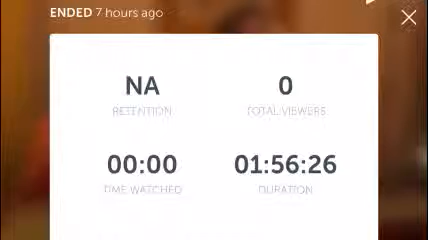 ENDED 7 hours ago
NA 0
RETENTION TOTAL VIEWERS
00:00 01:56:26
TIME WATCHED DURATION